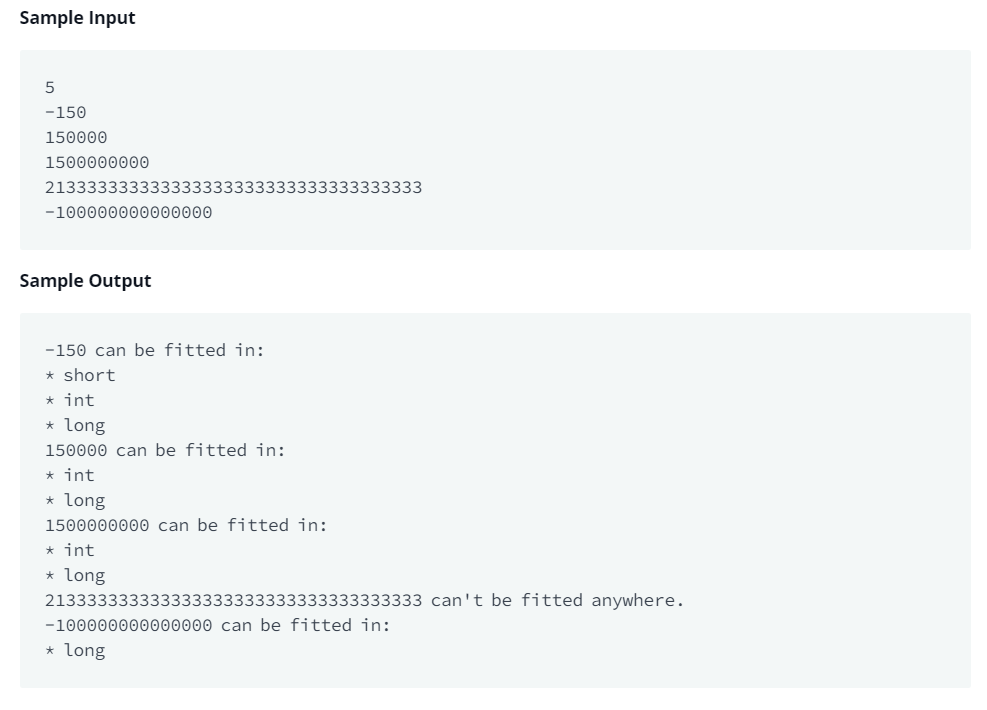 Sample Input
5
-150
150000
1500000000
213333333333333333333333333333333333
-100000000000000
Sample Output
-150 can be fitted in:
* short
* int
* long
150000 can be fitted in:
* int
* long
1500000000 can be fitted in:
* int
* long
213333333333333333333333333333333333 can't be fitted anywhere.
-100000000000000 can be fitted in:
* long